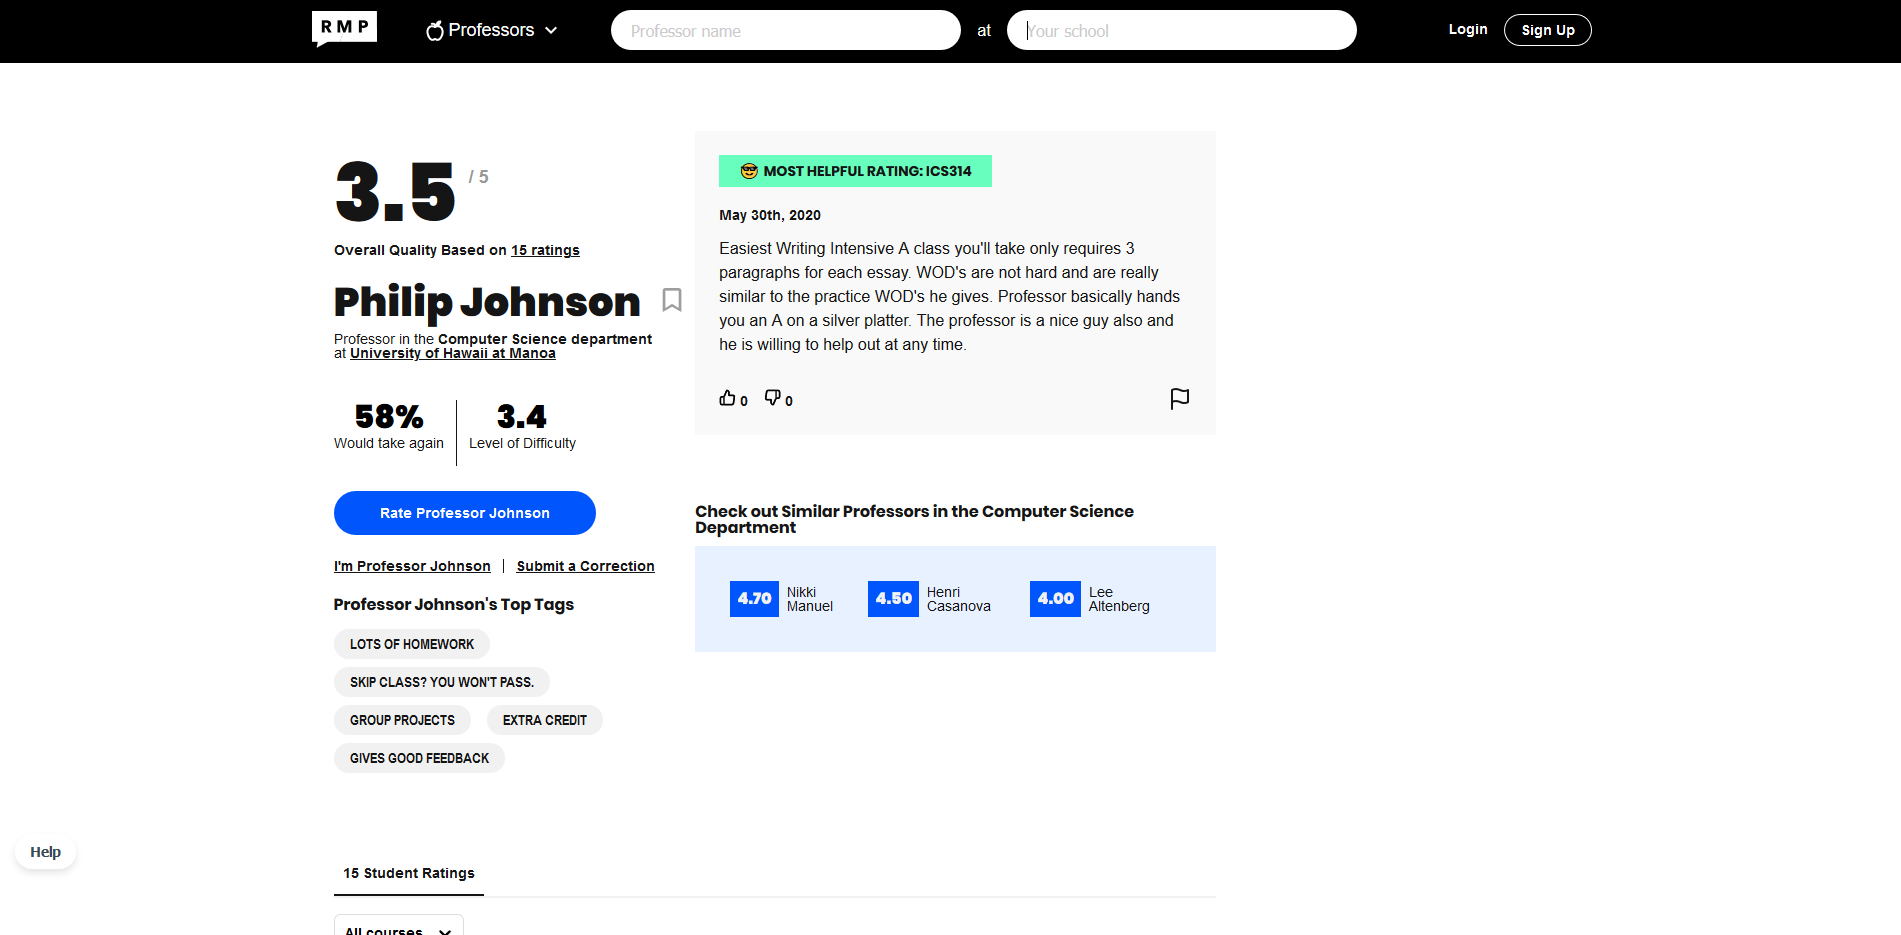 RMP
Professors
Professor name
at
Your school
Login
Sign Up
3.5 / 5
Overall Quality Based on 15 ratings
Philip Johnson
Professor in the Computer Science department
at University of Hawaii at Manoa
58%
Would take again
3.4
Level of Difficulty
Rate Professor Johnson
I'm Professor Johnson
Submit a Correction
Professor Johnson's Top Tags
LOTS OF HOMEWORK
SKIP CLASS? YOU WON'T PASS.
GROUP PROJECTS
EXTRA CREDIT
GIVES GOOD FEEDBACK
MOST HELPFUL RATING: ICS314
May 30th, 2020
Easiest Writing Intensive A class you'll take only requires 3
paragraphs for each essay. WOD's are not hard and are really
similar to the practice WOD's he gives. Professor basically hands
you an A on a silver platter. The professor is a nice guy also and
he is willing to help out at any time.
0
0
Check out Similar Professors in the Computer Science
Department
4.70
Nikki
Manuel
4.50
Henri
Casanova
4.00
Lee
Altenberg
Help
15 Student Ratings
All courses